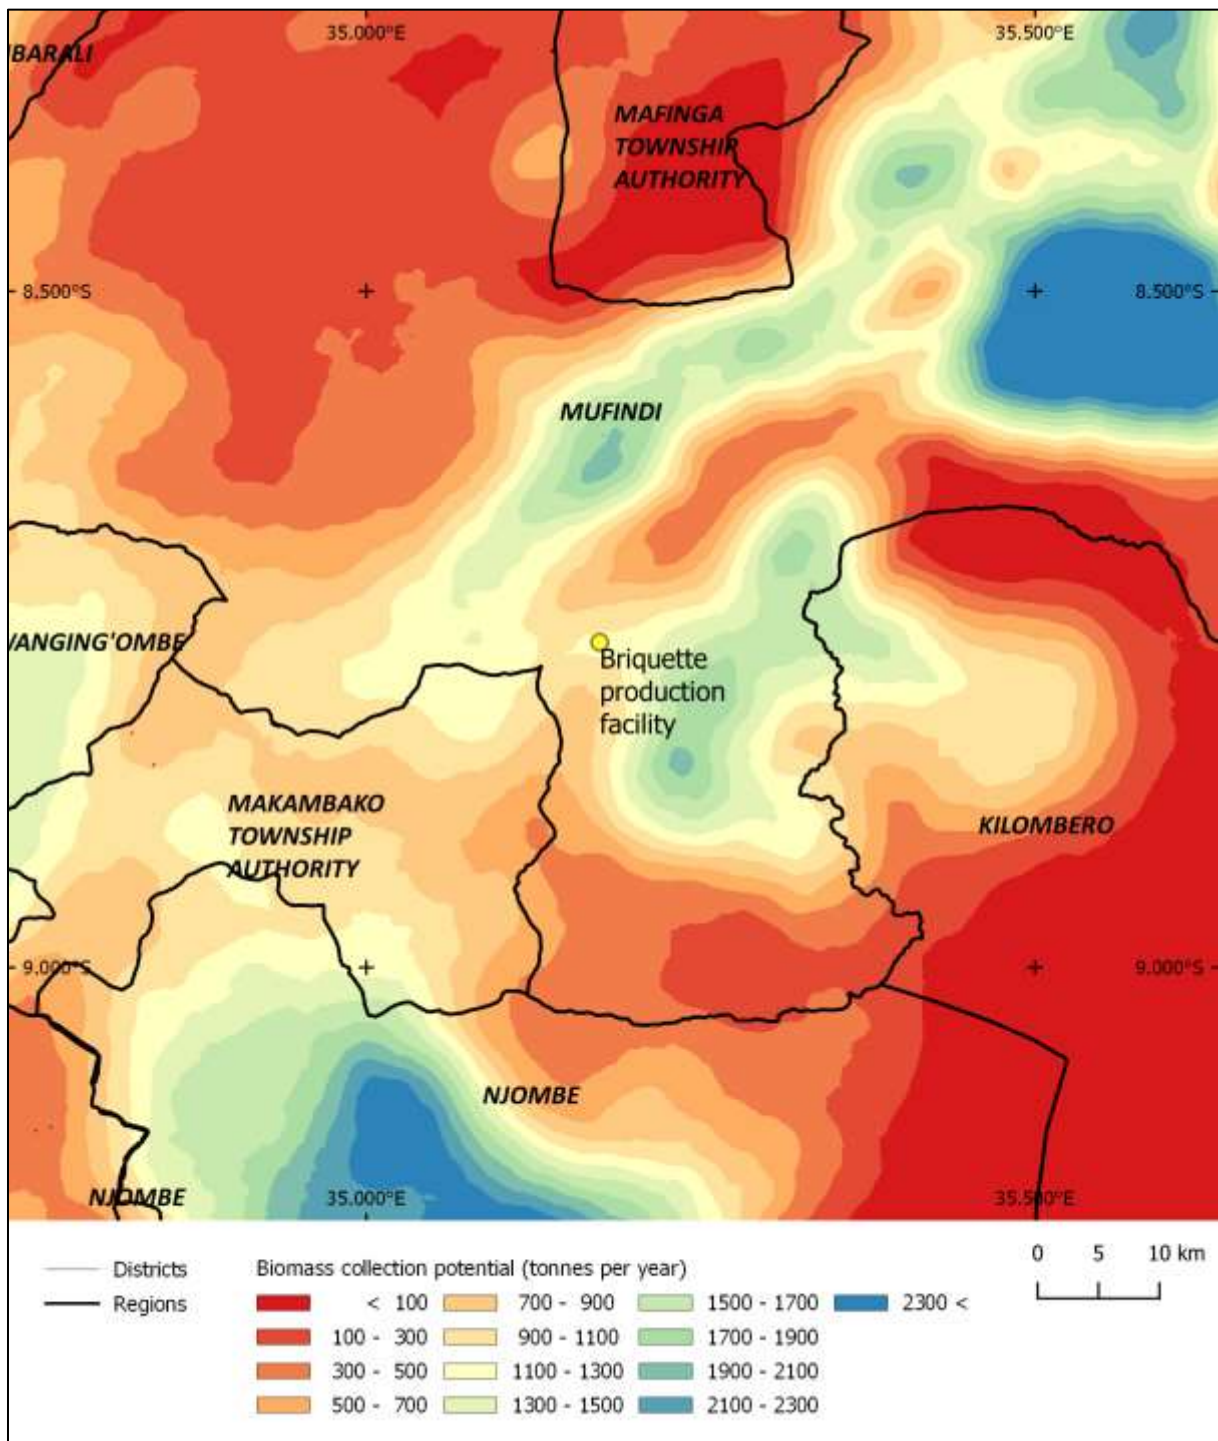 35.000°E
35.500°E
IBARALI
MAFINGA
TOWNSHIP
AUTHORITY
8.500°S
8.500°S
MUFINDI
VANGING'OMBE
Briquette
production
facility
MAKAMBAKO
TOWNSHIP
AUTHORITY
KILOMBERO
9.000°S
9.000°S
NJOMBE
NJOMBE
35.000°E
35.500°E
Districts
Regions
Biomass collection potential (tonnes per year)
< 100
100 - 300
300 - 500
500 - 700
700 - 900
900 - 1100
1100 - 1300
1300 - 1500
1500 - 1700
1700 - 1900
1900 - 2100
2100 - 2300
2300 <
0 5 10 km